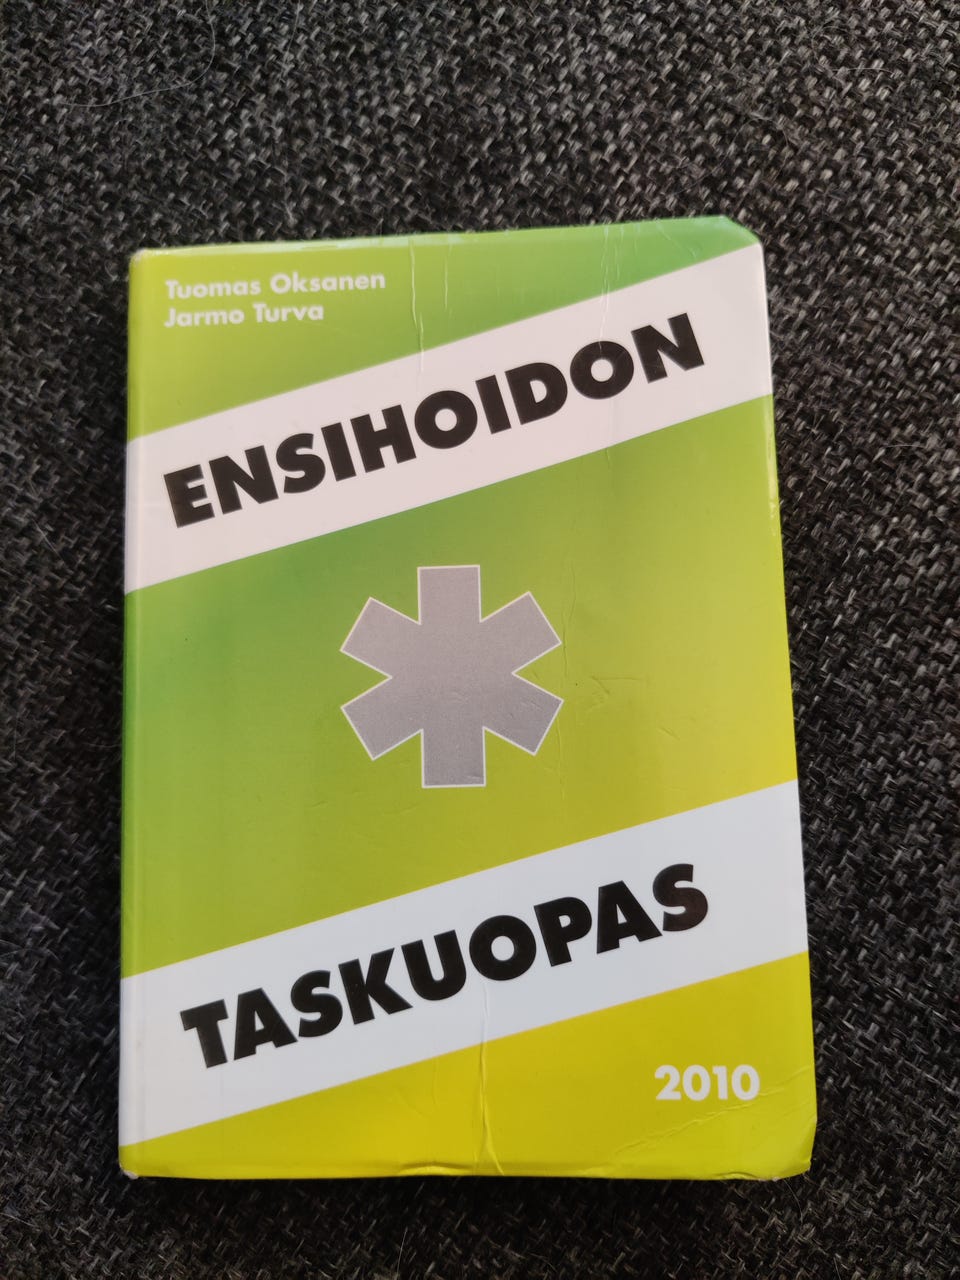 Tuomas Oksanen
Jarmo Turva
ENSIHOIDON
TASKUOPAS
2010